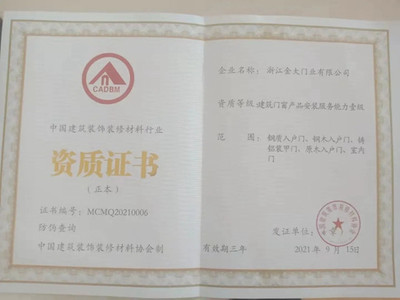 CADBM
中国建筑装饰装修材料行业
资质证书
（正本）
证书编号：MCMQ20210006
防伪查询
中国建筑装饰装修材料协会制
企业名称：浙江金大门业有限公司
资质等级：建筑门窗产品安装服务能力壹级
范围：钢质入户门、钢木入户门、铸
铝装甲门、原木入户门、室内
门
发证单位：
有效期三年
2021年9月15日